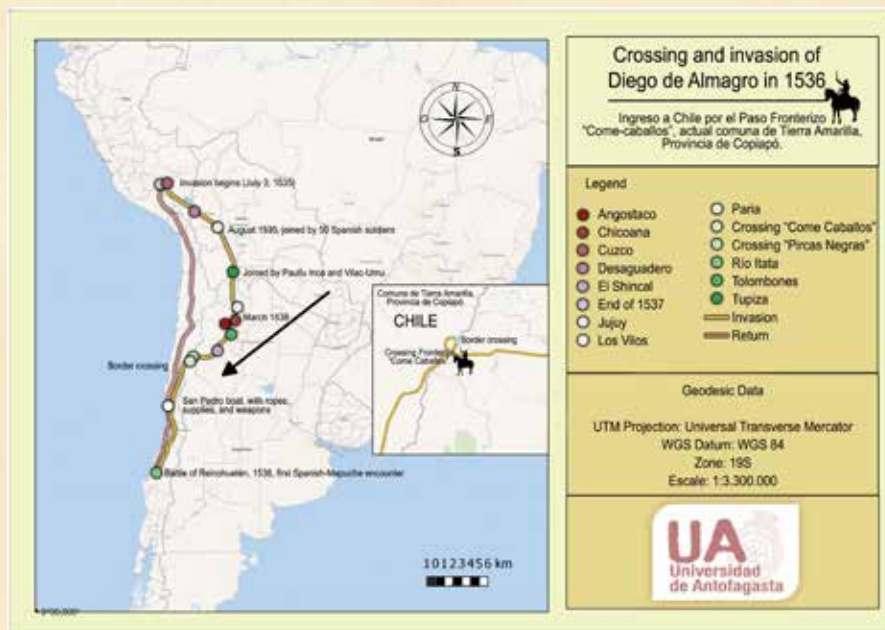 Crossing and invasion of
Diego de Almagro in 1536
Ingreso a Chile por el Paso Fronterizo
"Come-caballos", actual comuna de Tierra Amarilla,
Provincia de Copiapó.
Legend
Angostaco
Chicoana
Cuzco
Desaguadero
El Shincal
End of 1537
Jujuy
Los Vilos
Paria
Crossing "Come Caballos"
Crossing "Pircas Negras"
Río Itata
Tolombones
Tupiza
Invasion
Return
Geodesic Data
UTM Projection: Universal Transverse Mercator
WGS Datum: WGS 84
Zone: 19S
Escale: 1:3.300.000
UA
Universidad
de Antofagasta
N
O
E
S
Invasion begins (July 3, 1535)
August 1535, joined by 50 Spanish soldiers
Joined by Paullu Inca and Vilac-Umu
March 1536
Border crossing
San Pedro boat, with ropes,
supplies, and weapons
Battle of Reinohuelén, 1536, first Spanish-Mapuche encounter
Comuna de Tierra Amarilla,
Provincia de Copiapó.
CHILE
Border crossing
Crossing Fronterizo
"Come Caballos"
10123456 km